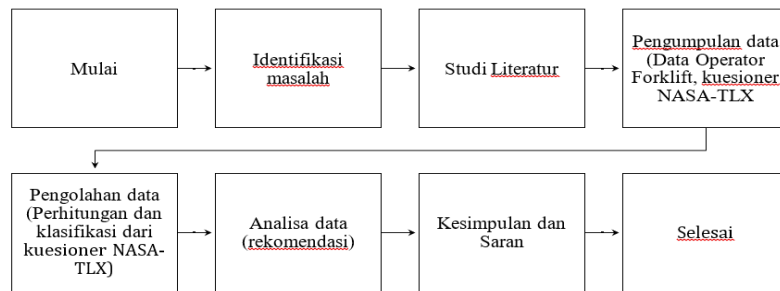 Mulai
Identifikasi
masalah
Studi Literatur
Pengumpulan data
(Data Operator
Forklift, kuesioner
NASA-TLX
Pengolahan data
(Perhitungan dan
klasifikasi dari
kuesioner NASA-
TLX)
Analisa data
(rekomendasi)
Kesimpulan dan
Saran
Selesai